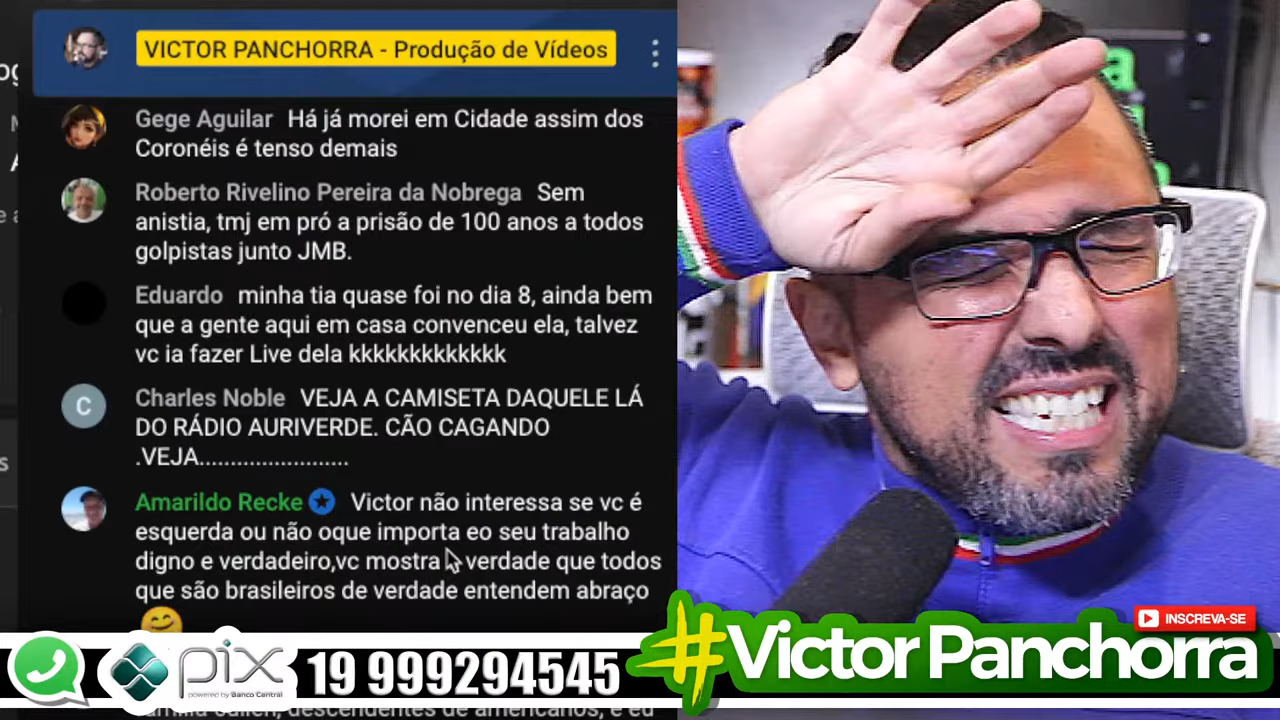 VICTOR PANCHORRA - Produção de Vídeos
Gege Aguilar Há já morei em Cidade assim dos
Coronéis é tenso demais
Roberto Rivelino Pereira da Nobrega Sem
anistia, tmj em pró a prisão de 100 anos a todos
golpistas junto JMB.
Eduardo minha tia quase foi no dia 8, ainda bem
que a gente aqui em casa convenceu ela, talvez
vc ia fazer Live dela kkkkkkkkkkkkk
C
Charles Noble VEJA A CAMISETA DAQUELE LÁ
DO RÁDIO AURIVERDE. CÃO CAGANDO
.VEJA........................
Amarildo Recke Victor não interessa se vc é
esquerda ou não oque importa eo seu trabalho
digno e verdadeiro,vc mostra verdade que todos
que são brasileiros de verdade entendem abraço
pix
powered by Banco Central
19 999294545
INSCREVA-SE
#Victor Panchorra